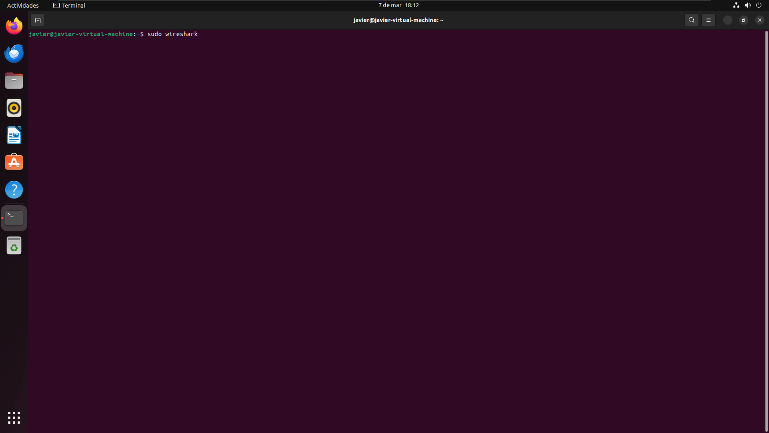 Actividades
Terminal
7 de mar 18:12
javier@javier-virtual-machine: ~
javier@javier-virtual-machine:~$ sudo wireshark